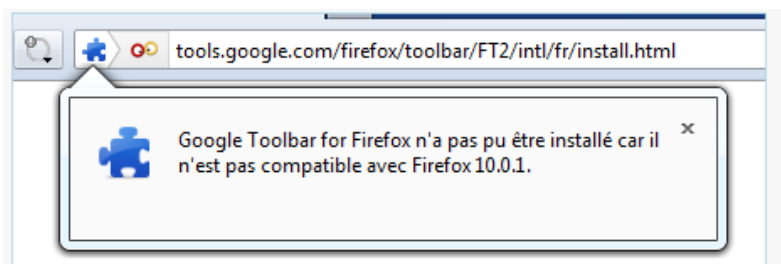 tools.google.com/firefox/toolbar/FT2/intl/fr/install.html
Google Toolbar for Firefox n'a pas pu être installé car il
n'est pas compatible avec Firefox 10.0.1.